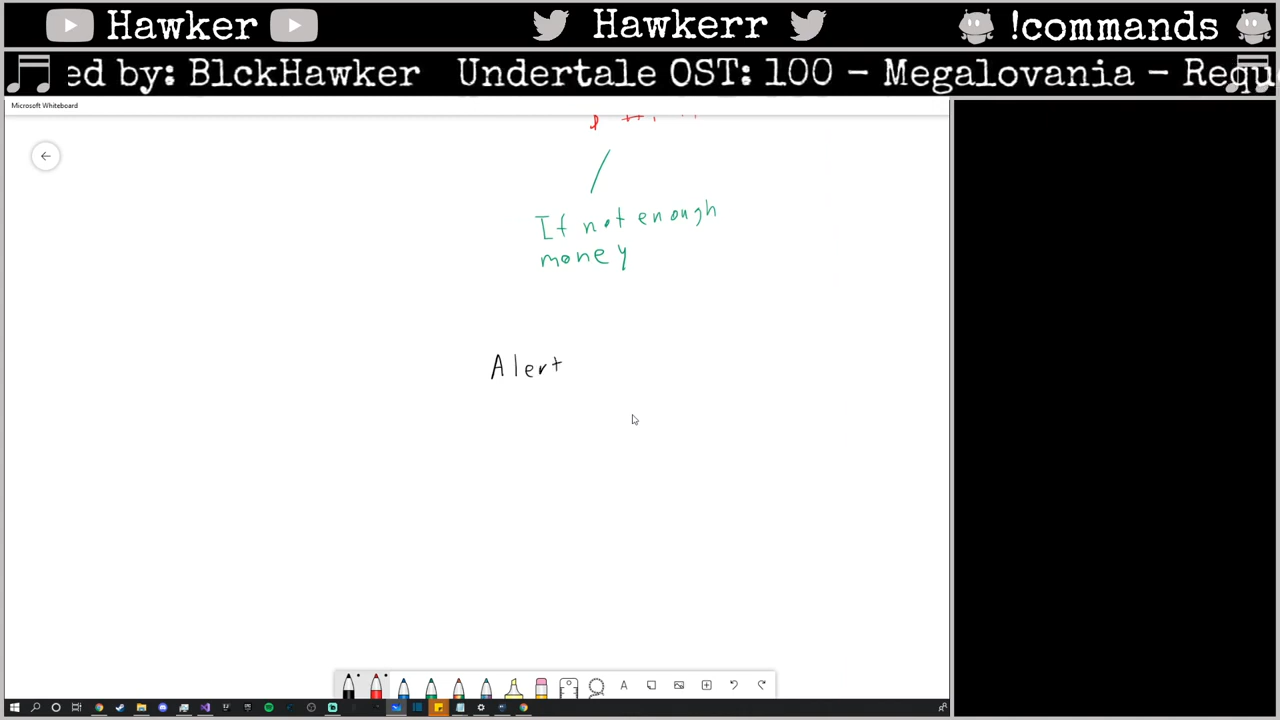 Hawker
Hawkerr
!commands
ed by: BlckHawker Undertale OST: 100 - Megalovania - Requ
Microsoft Whiteboard
If not enough
money
Alert